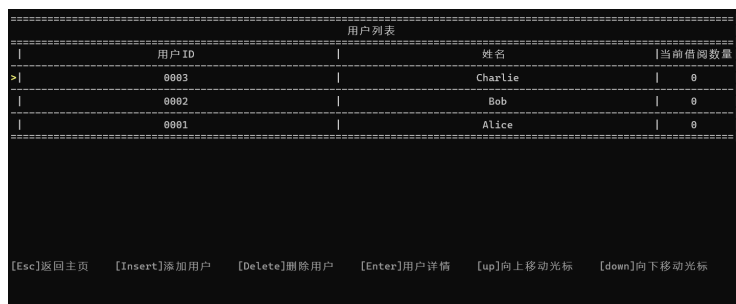 用户列表
| 用户ID | 姓名 |当前借阅数量
>| 0003 | Charlie | 0
| 0002 | Bob | 0
| 0001 | Alice | 0
[Esc]返回主页 [Insert]添加用户 [Delete]删除用户 [Enter]用户详情 [up]向上移动光标 [down]向下移动光标